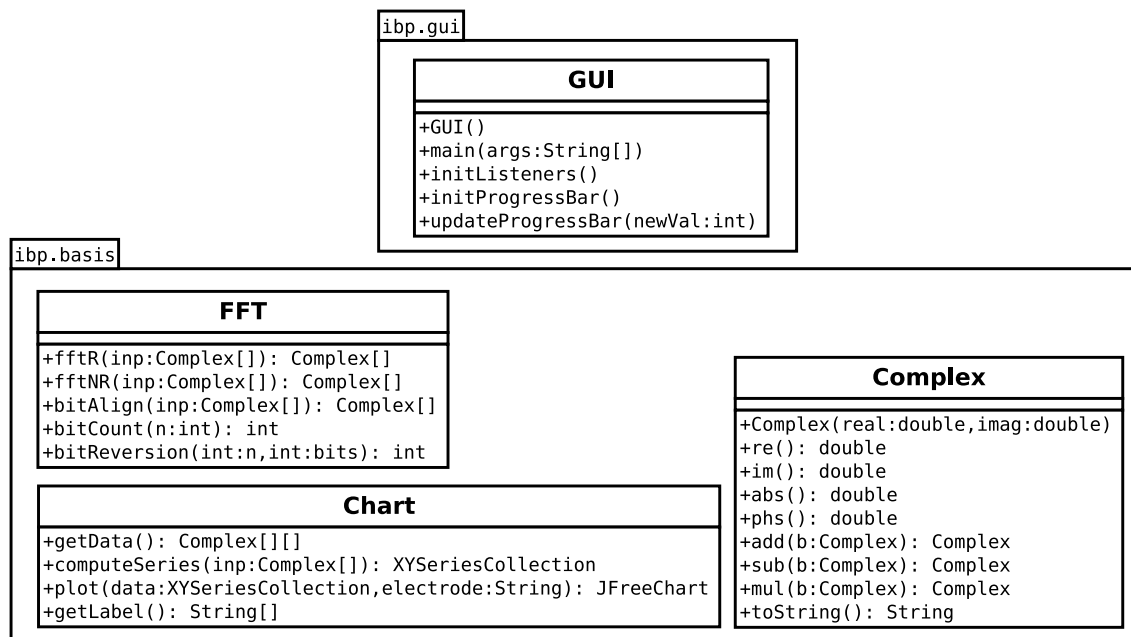 ibp.gui
GUI
+GUI()
+main(args:String[])
+initListeners()
+initProgressBar()
+updateProgressBar(newVal:int)
ibp.basis
FFT
+fftR(inp:Complex[]): Complex[]
+fftNR(inp:Complex[]): Complex[]
+bitAlign(inp:Complex[]): Complex[]
+bitCount(n:int): int
+bitReversion(int:n,int:bits): int
Chart
+getData(): Complex[][]
+computeSeries(inp:Complex[]): XYSeriesCollection
+plot(data:XYSeriesCollection,electrode:String): JFreeChart
+getLabel(): String[]
Complex
+Complex(real:double,imag:double)
+re(): double
+im(): double
+abs(): double
+phs(): double
+add(b:Complex): Complex
+sub(b:Complex): Complex
+mul(b:Complex): Complex
+toString(): String